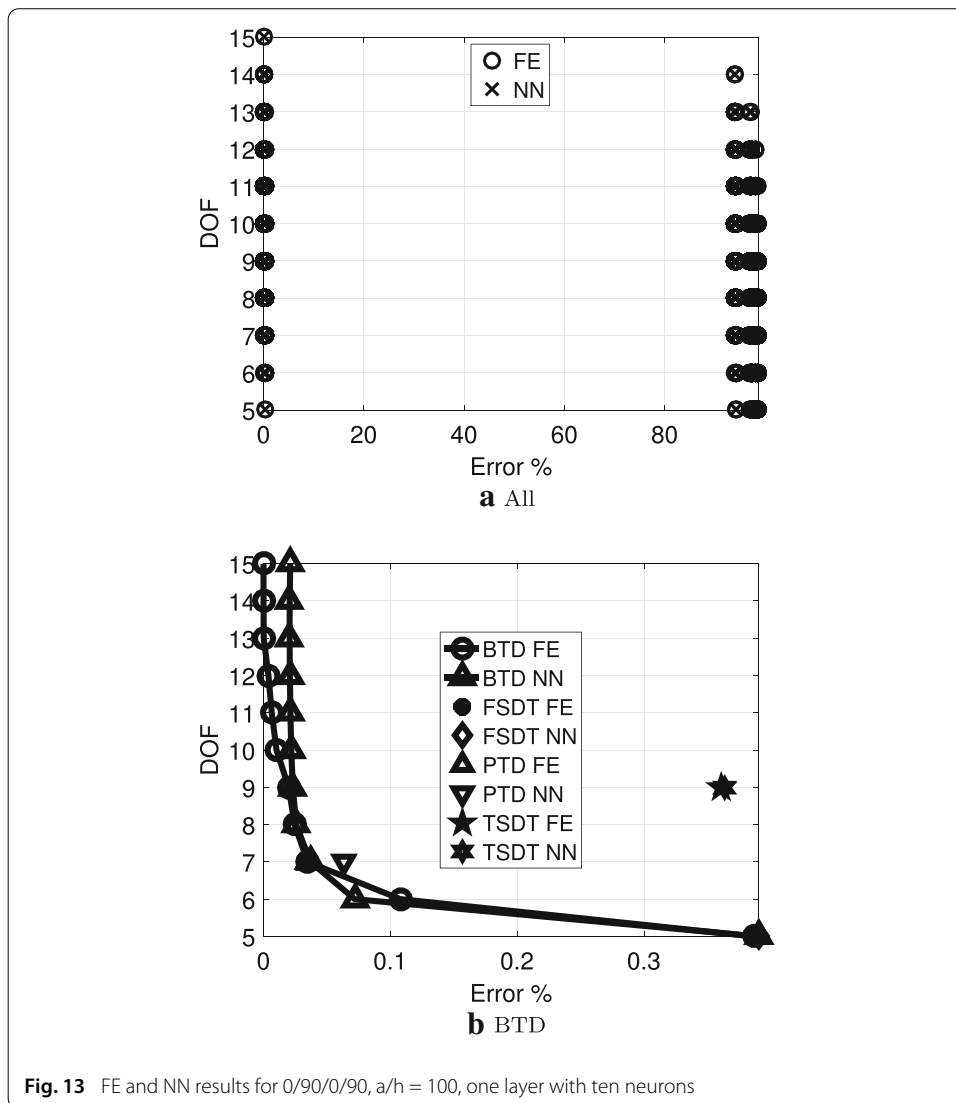 15
14
13
12
11
10
9
8
7
6
5
DOF
FE
NN
0 20 40 60 80
Error %
a All
15
14
13
12
11
10
9
8
7
6
5
DOF
BTD FE
BTD NN
FSDT FE
FSDT NN
PTD FE
PTD NN
TSDT FE
TSDT NN
0 0.1 0.2 0.3
Error %
b BTD
Fig. 13 FE and NN results for 0/90/0/90, a/h = 100, one layer with ten neurons